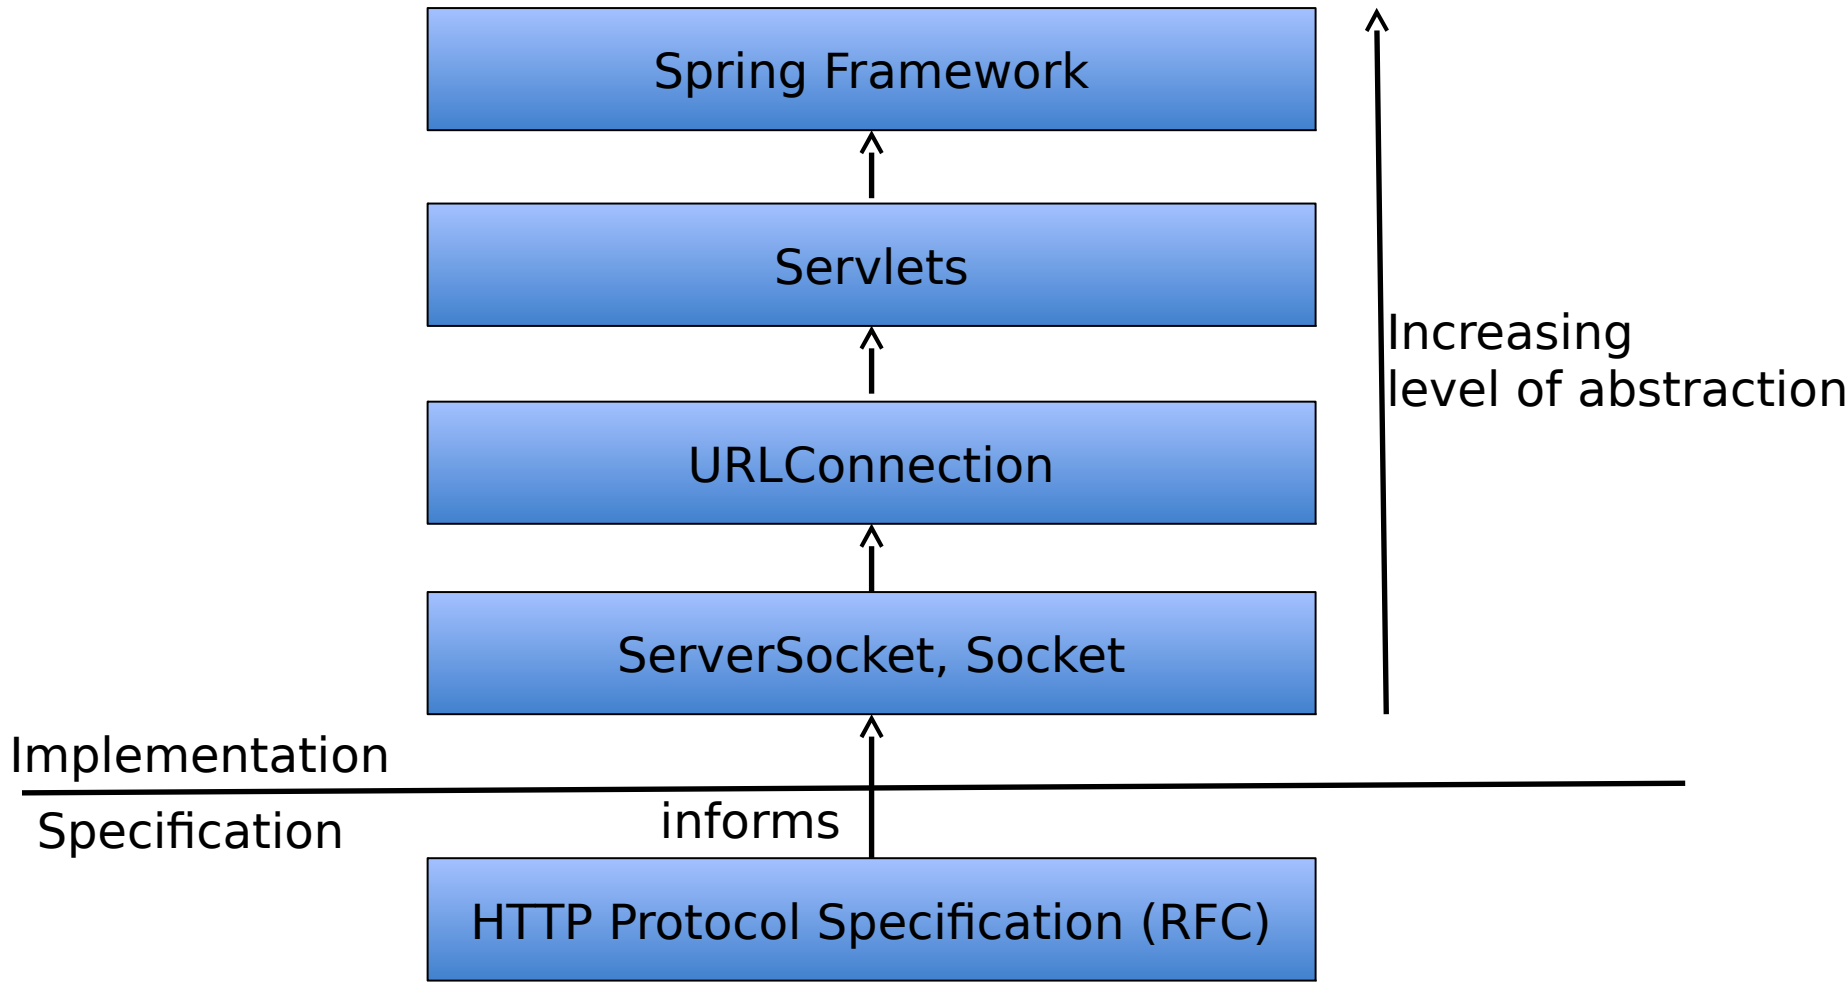 Spring Framework
Servlets
Increasing
level of abstraction
URLConnection
ServerSocket, Socket
Implementation
Specification
informs
HTTP Protocol Specification (RFC)